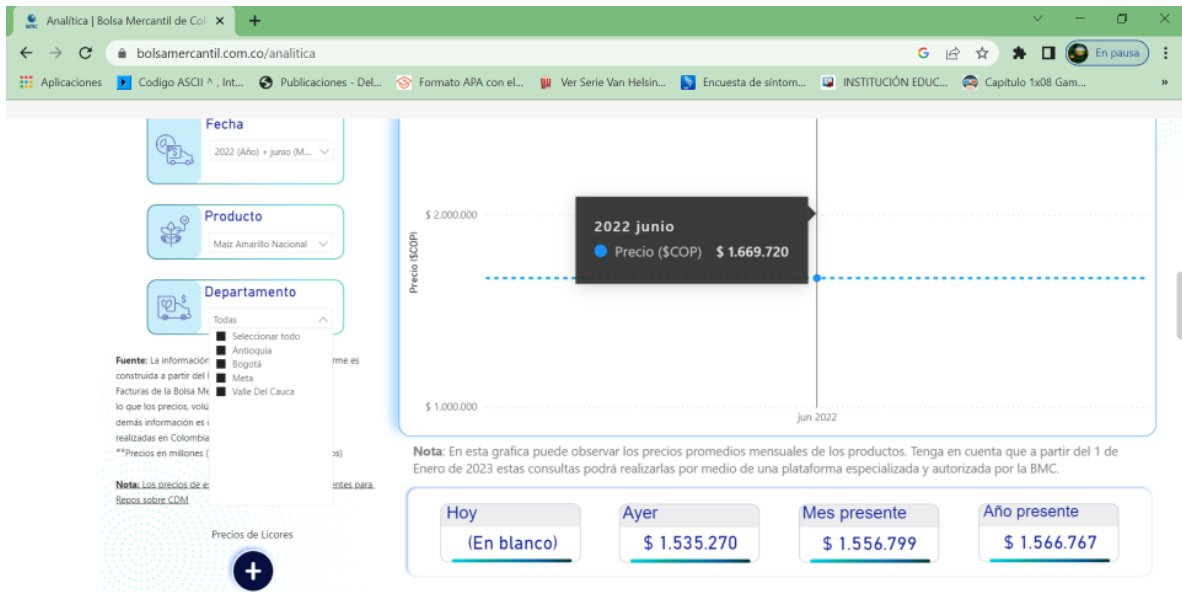 Analítica | Bolsa Mercantil de Col
bolsamercantil.com.co/analitica
En pausa
Aplicaciones
Codigo ASCII ^ , Int...
Publicaciones - Del...
Formato APA con el...
Ver Serie Van Helsin...
Encuesta de síntom...
INSTITUCIÓN EDUC...
Capítulo 1x08 Gam...
»
Fecha
2022 (Año) + junio (M...
Producto
Maíz Amarillo Nacional
Departamento
Todas
Seleccionar todo
Antioquia
Bogotá
Meta
Valle Del Cauca
Fuente: La información rme es
construida a partir del
Facturas de la Bolsa Me
lo que los precios, volú
demás información es
realizadas en Colombia
**Precios en millones ( os)
Nota: Los precios de es entes para
Repos sobre CDM
Precios de Licores
+
Precio ($COP)
$ 2.000.000
$ 1.000.000
2022 junio
Precio ($COP) $ 1.669.720
jun 2022
Nota: En esta grafica puede observar los precios promedios mensuales de los productos. Tenga en cuenta que a partir del 1 de
Enero de 2023 estas consultas podrá realizarlas por medio de una plataforma especializada y autorizada por la BMC.
Hoy
(En blanco)
Ayer
$ 1.535.270
Mes presente
$ 1.556.799
Año presente
$ 1.566.767